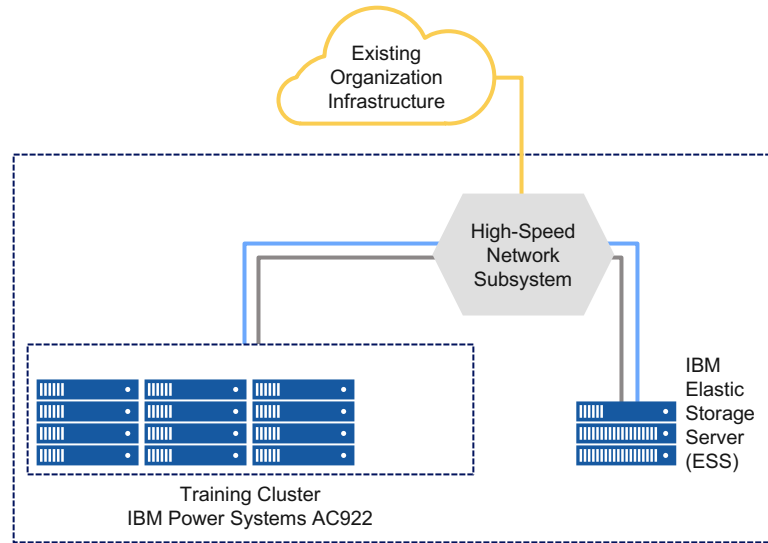 Existing
Organization
Infrastructure
High-Speed
Network
Subsystem
IBM
Elastic
Storage
Server
(ESS)
Training Cluster
IBM Power Systems AC922